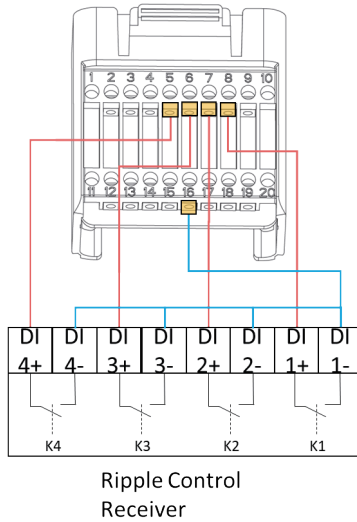 1 2 3 4 5 6 7 8 9 10
11 12 13 14 15 16 17 18 19 20
DI DI DI DI DI DI DI DI
4+ 4- 3+ 3- 2+ 2- 1+ 1-
K4 K3 K2 K1
Ripple Control
Receiver